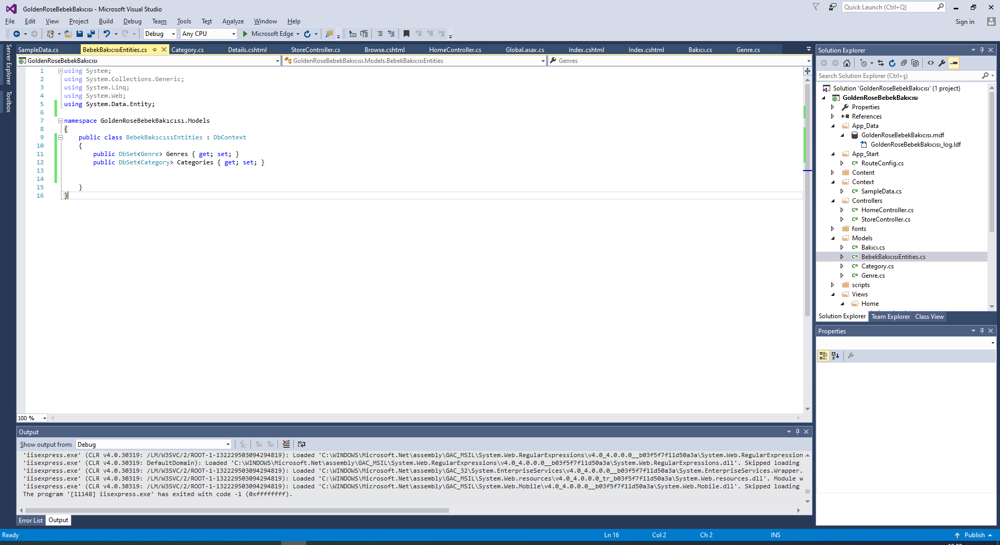 GoldenRoseBebekBakıcısı - Microsoft Visual Studio
Quick Launch (Ctrl+Q)
File Edit View Project Build Debug Team Tools Test Analyze Window Help
Sign in
Debug Any CPU Microsoft Edge
Server Explorer
Toolbox
SampleData.cs BebekBakıcısıEntities.cs Category.cs Details.cshtml StoreController.cs Browse.cshtml HomeController.cs Global.asax.cs Index.cshtml Index.cshtml Bakıcı.cs Genre.cs
GoldenRoseBebekBakıcısı GoldenRoseBebekBakıcısı.Models.BebekBakıcısıEntities Genres
1 using System;
2 using System.Collections.Generic;
3 using System.Linq;
4 using System.Web;
5 using System.Data.Entity;
6
7 namespace GoldenRoseBebekBakıcısı.Models
8 {
9 public class BebekBakıcısıEntities : DbContext
10 {
11 public DbSet<Genre> Genres { get; set; }
12 public DbSet<Category> Categories { get; set; }
13
14
15 }
16 }
100 %
Output
Show output from: Debug
'iisexpress.exe' (CLR v4.0.30319: /LM/W3SVC/2/ROOT-1-132229503094294819): Loaded 'C:\WINDOWS\Microsoft.Net\assembly\GAC_MSIL\System.Web.RegularExpressions\v4.0_4.0.0.0__b03f5f7f11d50a3a\System.Web.RegularExpression
'iisexpress.exe' (CLR v4.0.30319: DefaultDomain): Loaded 'C:\WINDOWS\Microsoft.Net\assembly\GAC_MSIL\System.Web.RegularExpressions\v4.0_4.0.0.0__b03f5f7f11d50a3a\System.Web.RegularExpressions.dll'. Skipped loading
'iisexpress.exe' (CLR v4.0.30319: /LM/W3SVC/2/ROOT-1-132229503094294819): Loaded 'C:\WINDOWS\Microsoft.Net\assembly\GAC_32\System.EnterpriseServices\v4.0_4.0.0.0__b03f5f7f11d50a3a\System.EnterpriseServices.Wrapper.
'iisexpress.exe' (CLR v4.0.30319: /LM/W3SVC/2/ROOT-1-132229503094294819): Loaded 'C:\WINDOWS\Microsoft.Net\assembly\GAC_MSIL\System.Web.resources\v4.0_4.0.0.0_tr_b03f5f7f11d50a3a\System.Web.resources.dll'. Module w
'iisexpress.exe' (CLR v4.0.30319: /LM/W3SVC/2/ROOT-1-132229503094294819): Loaded 'C:\WINDOWS\Microsoft.Net\assembly\GAC_MSIL\System.Web.Mobile\v4.0_4.0.0.0__b03f5f7f11d50a3a\System.Web.Mobile.dll'. Skipped loading
The program '[11148] iisexpress.exe' has exited with code -1 (0xffffffff).
Error List Output
Solution Explorer
Search Solution Explorer (Ctrl+ş)
Solution 'GoldenRoseBebekBakıcısı' (1 project)
GoldenRoseBebekBakıcısı
Properties
References
App_Data
GoldenRoseBebekBakıcısı.mdf
GoldenRoseBebekBakıcısı_log.ldf
App_Start
RouteConfig.cs
Content
Context
SampleData.cs
Controllers
HomeController.cs
StoreController.cs
fonts
Models
Bakıcı.cs
BebekBakıcısıEntities.cs
Category.cs
Genre.cs
scripts
Views
Home
Solution Explorer Team Explorer Class View
Properties
Ready Ln 16 Col 2 Ch 2 INS Publish